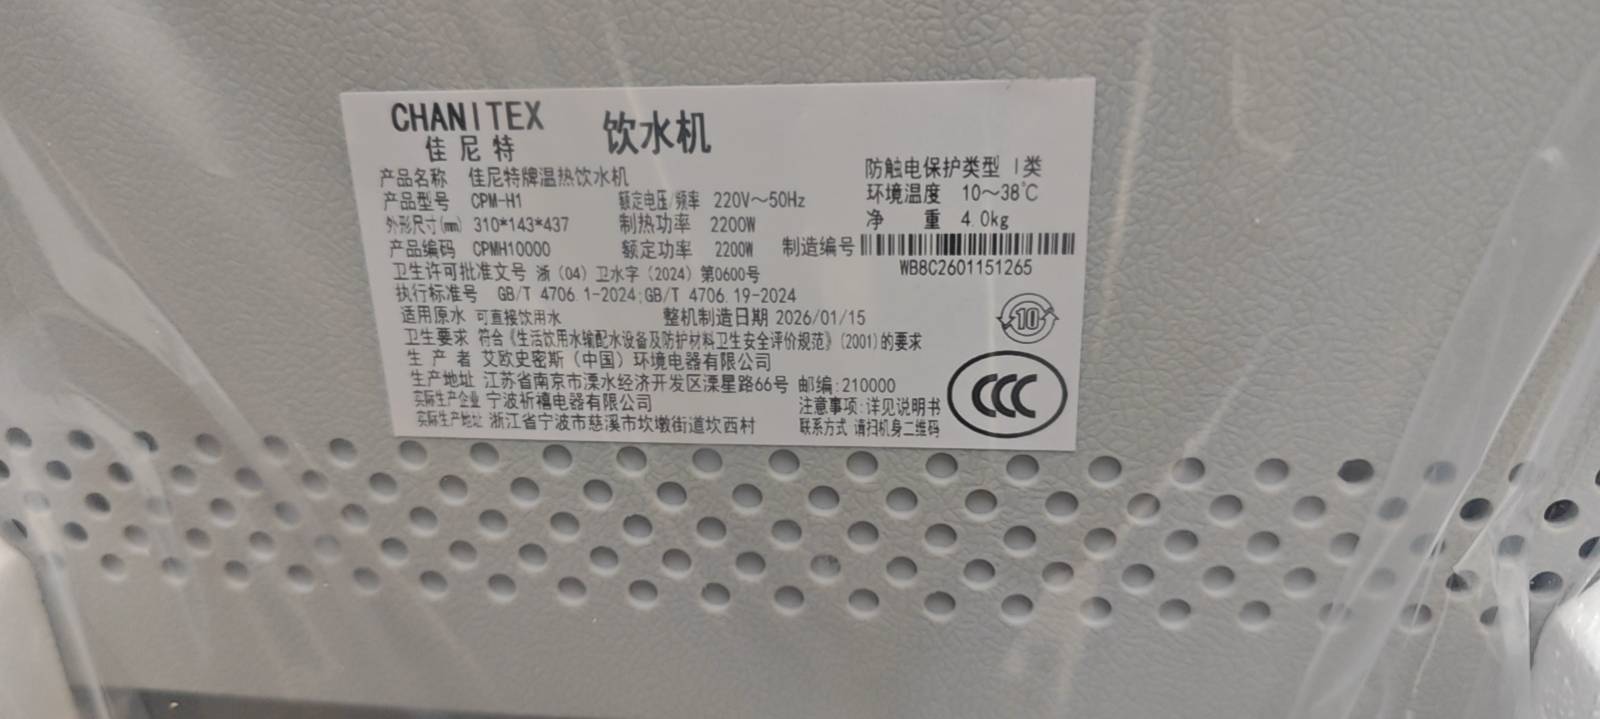 CHANITEX 饮水机
佳尼特
防触电保护类型 I类
产品名称 佳尼特牌温热饮水机
环境温度 10～38℃
产品型号 CPM-H1 额定电压/频率 220V～50Hz
净 重 4.0kg
外形尺寸(mm) 310*143*437 制热功率 2200W
产品编码 CPMH10000 额定功率 2200W 制造编号
WB8C2601151265
卫生许可批准文号 浙（04）卫水字（2024）第0600号
执行标准号 GB/T 4706.1-2024;GB/T 4706.19-2024
适用原水 可直接饮用水 整机制造日期 2026/01/15
10
卫生要求 符合《生活饮用水输配水设备及防护材料卫生安全评价规范》(2001)的要求
生 产 者 艾欧史密斯（中国）环境电器有限公司
生产地址 江苏省南京市溧水经济开发区溧星路66号 邮编:210000
CCC
实际生产企业 宁波祈禧电器有限公司 注意事项:详见说明书
实际生产地址 浙江省宁波市慈溪市坎墩街道坎西村 联系方式 请扫机身二维码